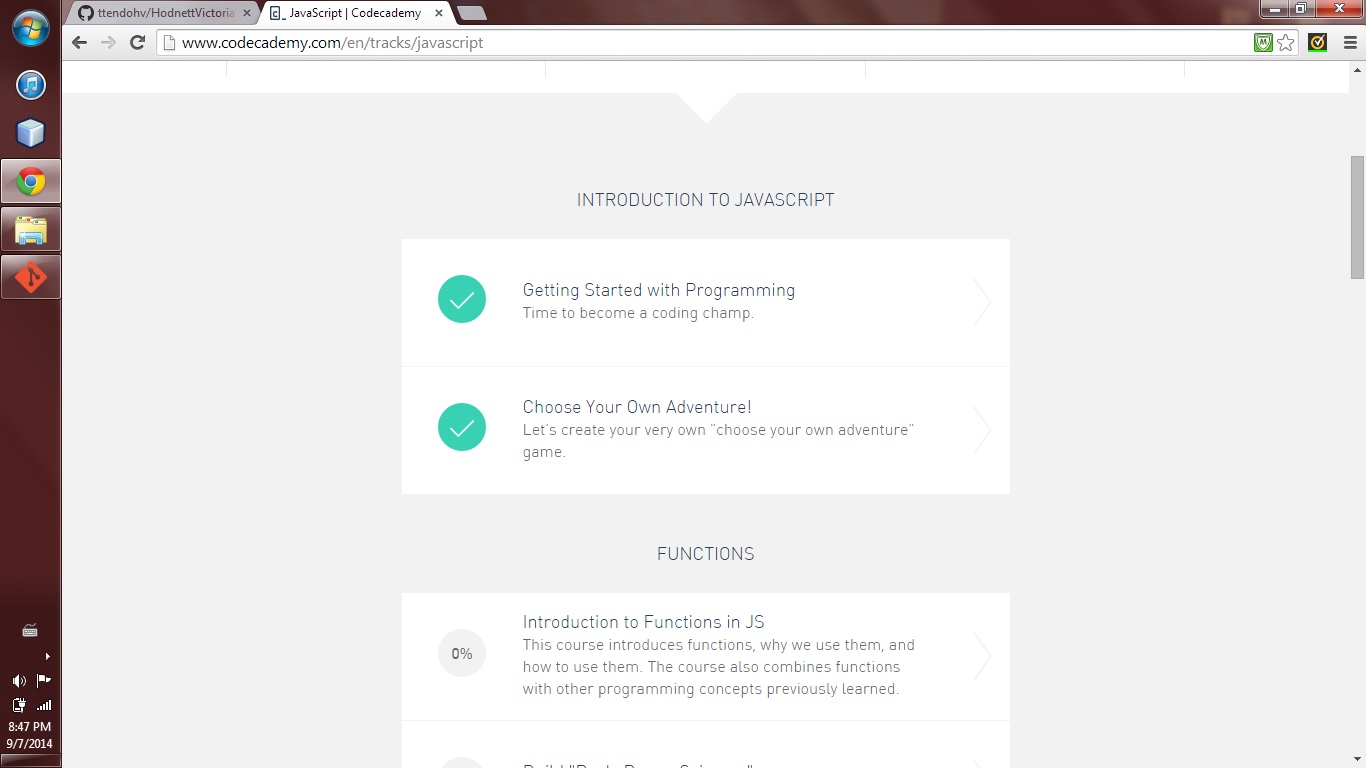 ttendohv/HodnettVictoria
JavaScript | Codecademy
www.codecademy.com/en/tracks/javascript
INTRODUCTION TO JAVASCRIPT
Getting Started with Programming
Time to become a coding champ.
Choose Your Own Adventure!
Let's create your very own "choose your own adventure"
game.
FUNCTIONS
0%
Introduction to Functions in JS
This course introduces functions, why we use them, and
how to use them. The course also combines functions
with other programming concepts previously learned.
8:47 PM
9/7/2014